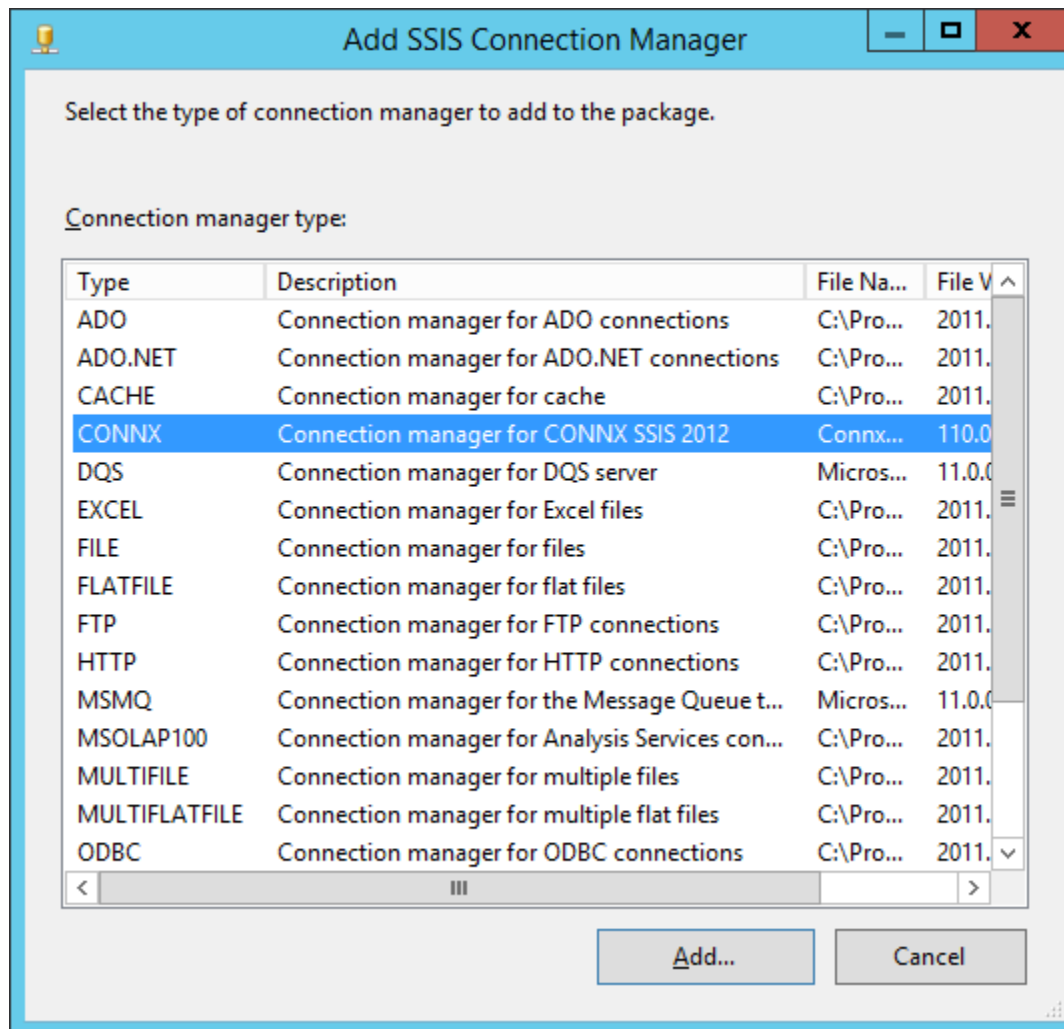 Add SSIS Connection Manager
Select the type of connection manager to add to the package.
Connection manager type:
Type Description File Na... File V
ADO Connection manager for ADO connections C:\Pro... 2011.
ADO.NET Connection manager for ADO.NET connections C:\Pro... 2011.
CACHE Connection manager for cache C:\Pro... 2011.
CONNX Connection manager for CONNX SSIS 2012 Connx... 110.0
DQS Connection manager for DQS server Micros... 11.0.0
EXCEL Connection manager for Excel files C:\Pro... 2011.
FILE Connection manager for files C:\Pro... 2011.
FLATFILE Connection manager for flat files C:\Pro... 2011.
FTP Connection manager for FTP connections C:\Pro... 2011.
HTTP Connection manager for HTTP connections C:\Pro... 2011.
MSMQ Connection manager for the Message Queue t... Micros... 11.0.0
MSOLAP100 Connection manager for Analysis Services con... C:\Pro... 2011.
MULTIFILE Connection manager for multiple files C:\Pro... 2011.
MULTIFLATFILE Connection manager for multiple flat files C:\Pro... 2011.
ODBC Connection manager for ODBC connections C:\Pro... 2011.
Add... Cancel